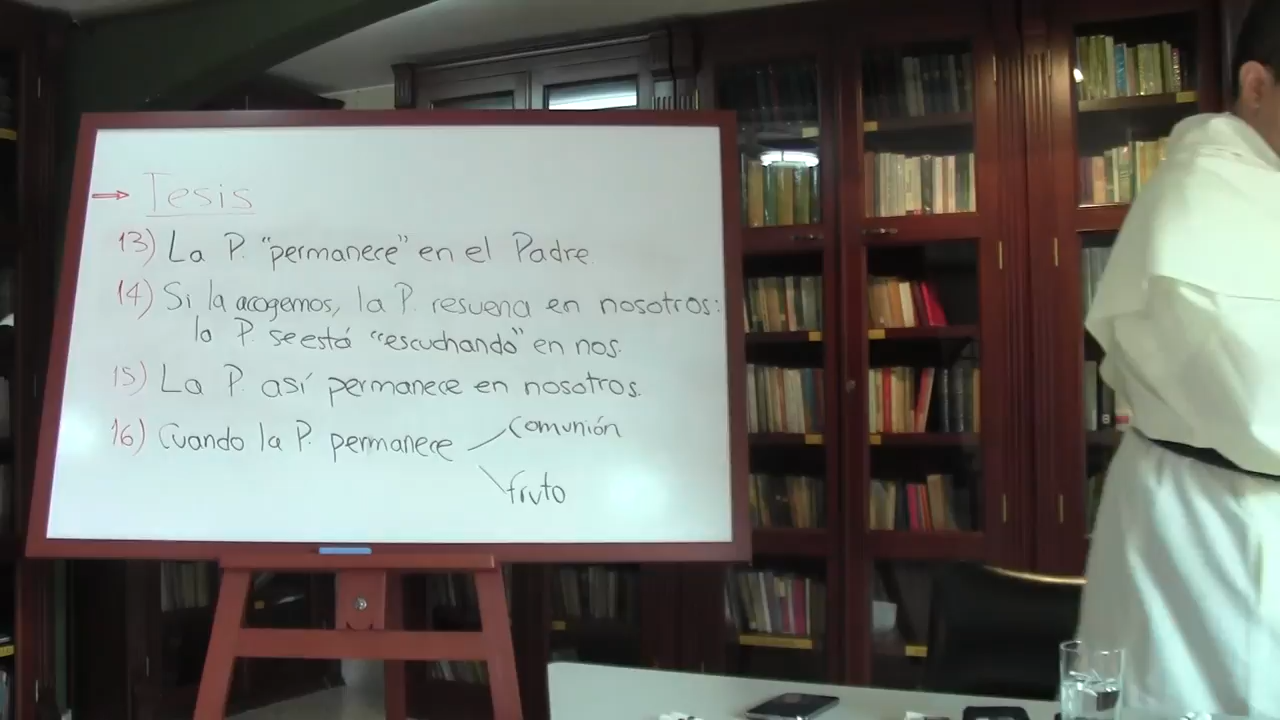 → Tesis
13) La P. "permanece" en el Padre.
14) Si la acogemos, la P. resuena en nosotros:
la P. se está "escuchando" en nos.
15) La P. así permanece en nosotros.
16) Cuando la P. permanece
comunión
fruto